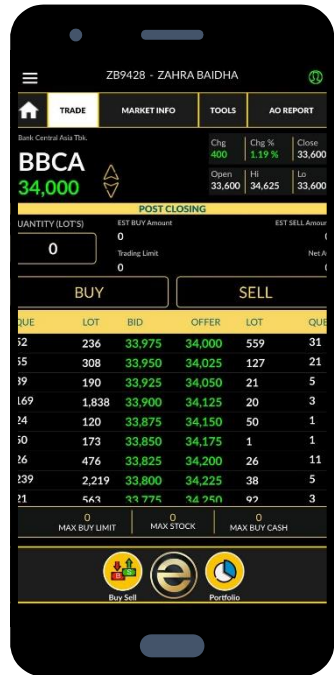 ZB9428 - ZAHRA BAIDHA
TRADE MARKET INFO TOOLS AO REPORT
Bank Central Asia Tbk.
BBCA
34,000
Chg Chg % Close
400 1.19 % 33,600
Open Hi Lo
33,600 34,625 33,600
POST CLOSING
UANTITY (LOT'S) EST BUY Amount EST SELL Amoun
0 0
Trading Limit Net A
0
BUY SELL
QUE LOT BID OFFER LOT QUE
52 236 33,975 34,000 559 31
55 308 33,950 34,025 127 21
39 190 33,925 34,050 21 5
169 1,838 33,900 34,125 20 3
24 120 33,875 34,150 50 1
50 173 33,850 34,175 1 1
26 476 33,825 34,200 26 11
239 2,219 33,800 34,225 38 5
21 563 33,775 34,250 92 3
0 0 0
MAX BUY LIMIT MAX STOCK MAX BUY CASH
Buy Sell Portfolio